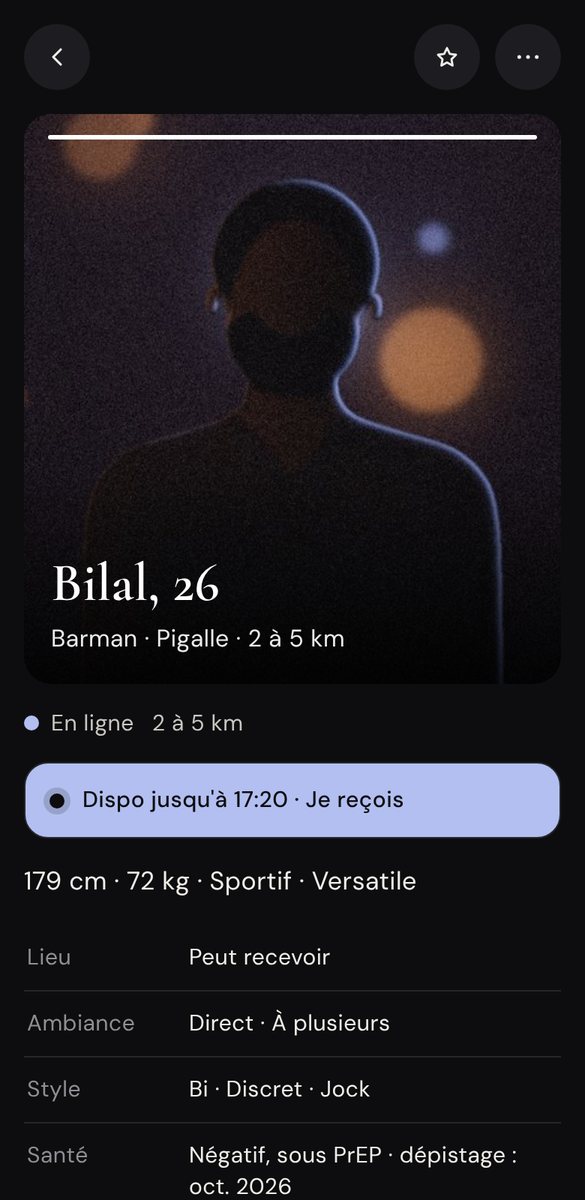 Bilal, 26
Barman · Pigalle · 2 à 5 km
En ligne 2 à 5 km
Dispo jusqu'à 17:20 · Je reçois
179 cm · 72 kg · Sportif · Versatile
Lieu Peut recevoir
Ambiance Direct · À plusieurs
Style Bi · Discret · Jock
Santé Négatif, sous PrEP · dépistage :
oct. 2026